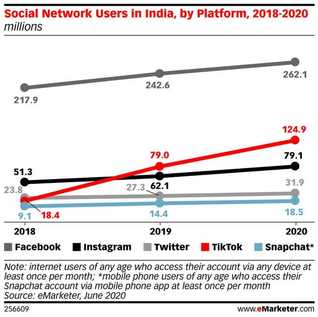 Social Network Users in India, by Platform, 2018-2020
millions
217.9
242.6
262.1
51.3
79.0
124.9
23.8
18.4
27.3
62.1
79.1
31.9
9.1
14.4
18.5
2018
2019
2020
Facebook
Instagram
Twitter
TikTok
Snapchat*
Note: internet users of any age who access their account via any device at
least once per month; *mobile phone users of any age who access their
Snapchat account via mobile phone app at least once per month
Source: eMarketer, June 2020
256609
www.eMarketer.com